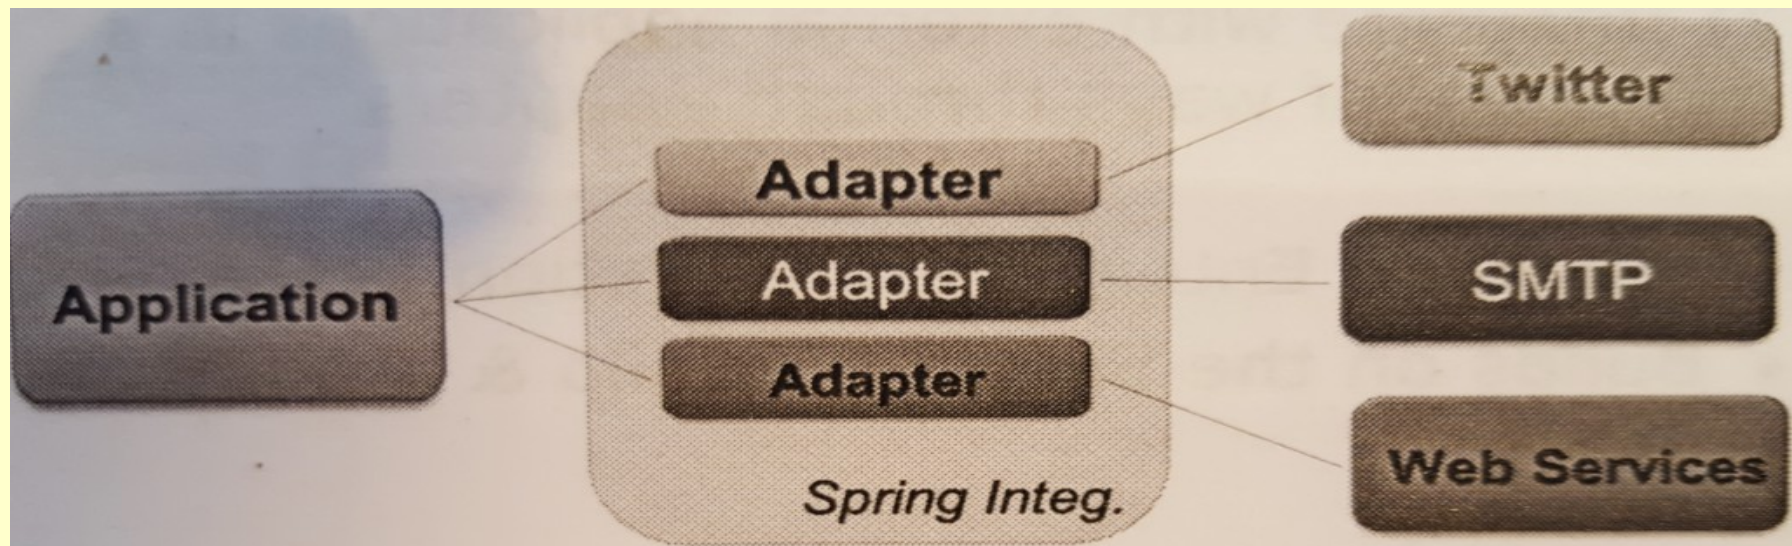 Application
Adapter
Adapter
Adapter
Spring Integ.
Twitter
SMTP
Web Services